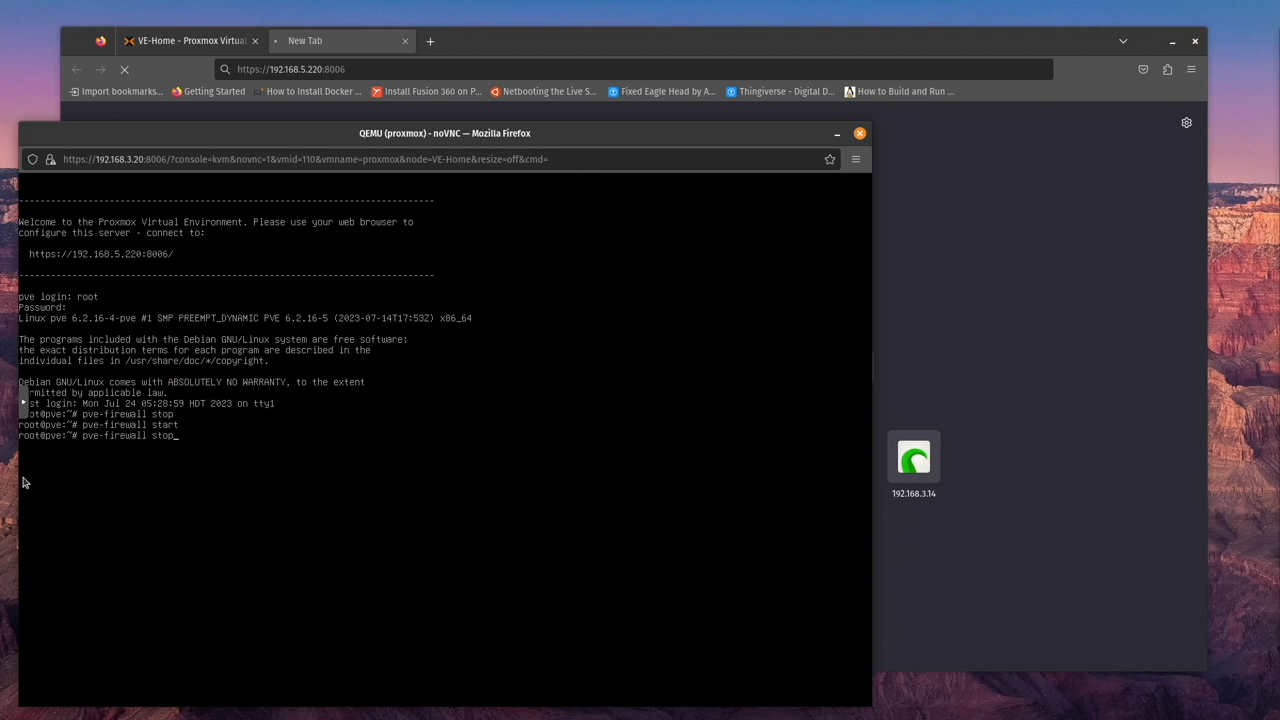 VE-Home - Proxmox Virtual
New Tab
https://192.168.5.220:8006
Import bookmarks...
Getting Started
How to Install Docker ...
Install Fusion 360 on P...
Netbooting the Live S...
Fixed Eagle Head by A...
Thingiverse - Digital D...
How to Build and Run ...
QEMU (proxmox) - noVNC — Mozilla Firefox
https://192.168.3.20:8006/?console=kvm&novnc=1&vmid=110&vmname=proxmox&node=VE-Home&resize=off&cmd=
-------------------------------------------------------------------------------
Welcome to the Proxmox Virtual Environment. Please use your web browser to
configure this server - connect to:
https://192.168.5.220:8006/
-------------------------------------------------------------------------------
pve login: root
Password:
Linux pve 6.2.16-4-pve #1 SMP PREEMPT_DYNAMIC PVE 6.2.16-5 (2023-07-14T17:53Z) x86_64
The programs included with the Debian GNU/Linux system are free software;
the exact distribution terms for each program are described in the
individual files in /usr/share/doc/*/copyright.
Debian GNU/Linux comes with ABSOLUTELY NO WARRANTY, to the extent
rmitted by applicable law.
st login: Mon Jul 24 05:28:59 HDT 2023 on tty1
ot@pve:~# pve-firewall stop
root@pve:~# pve-firewall start
root@pve:~# pve-firewall stop_
192.168.3.14